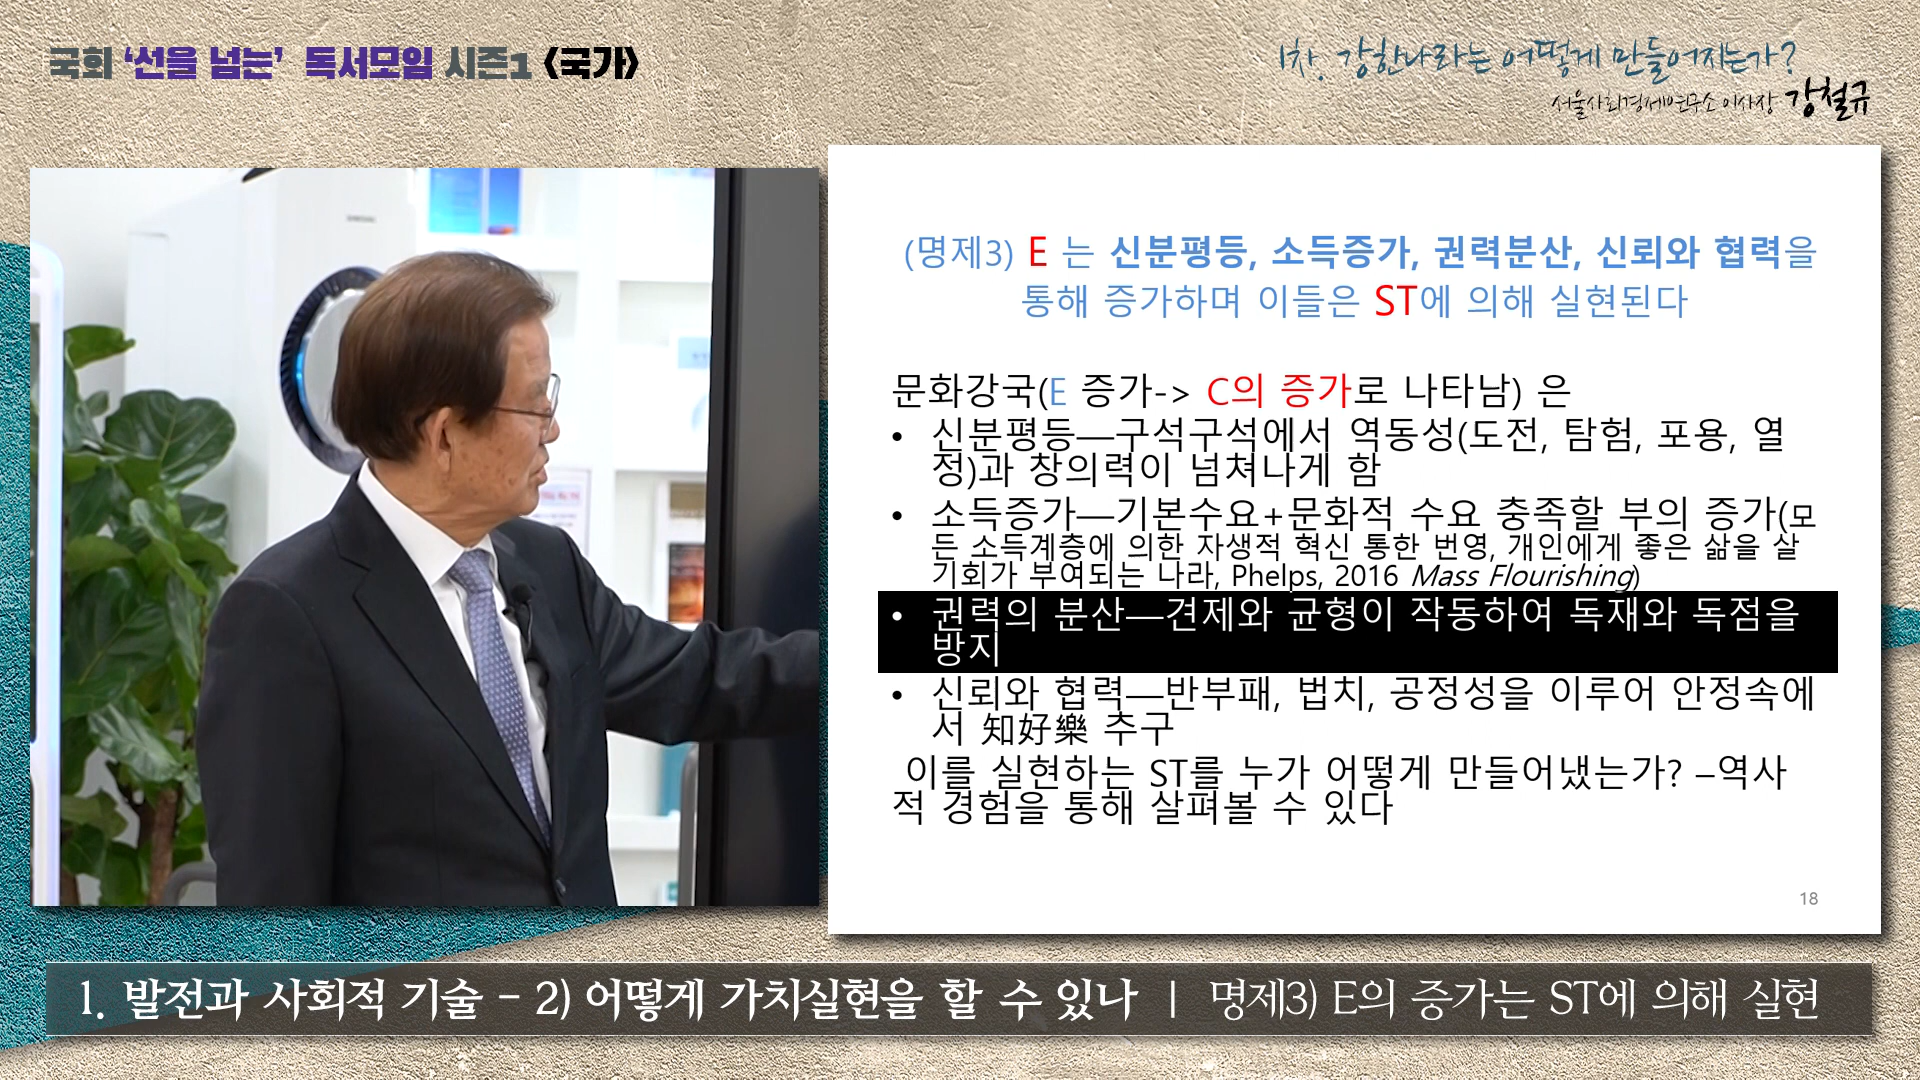 국회 ‘선을 넘는’ 독서모임 시즌1 <국가>
1차. 강한나라는 어떻게 만들어지는가?
서울사회경제연구소 이사장 강철규
(명제3) E 는 신분평등, 소득증가, 권력분산, 신뢰와 협력을
통해 증가하며 이들은 ST에 의해 실현된다
문화강국(E 증가-> C의 증가로 나타남) 은
• 신분평등—구석구석에서 역동성(도전, 탐험, 포용, 열
정)과 창의력이 넘쳐나게 함
• 소득증가—기본수요+문화적 수요 충족할 부의 증가(모
든 소득계층에 의한 자생적 혁신 통한 번영, 개인에게 좋은 삶을 살
기회가 부여되는 나라, Phelps, 2016 Mass Flourishing)
• 권력의 분산—견제와 균형이 작동하여 독재와 독점을
방지
• 신뢰와 협력—반부패, 법치, 공정성을 이루어 안정속에
서 知好樂 추구
이를 실현하는 ST를 누가 어떻게 만들어냈는가? –역사
적 경험을 통해 살펴볼 수 있다
18
1. 발전과 사회적 기술 - 2) 어떻게 가치실현을 할 수 있나 | 명제3) E의 증가는 ST에 의해 실현